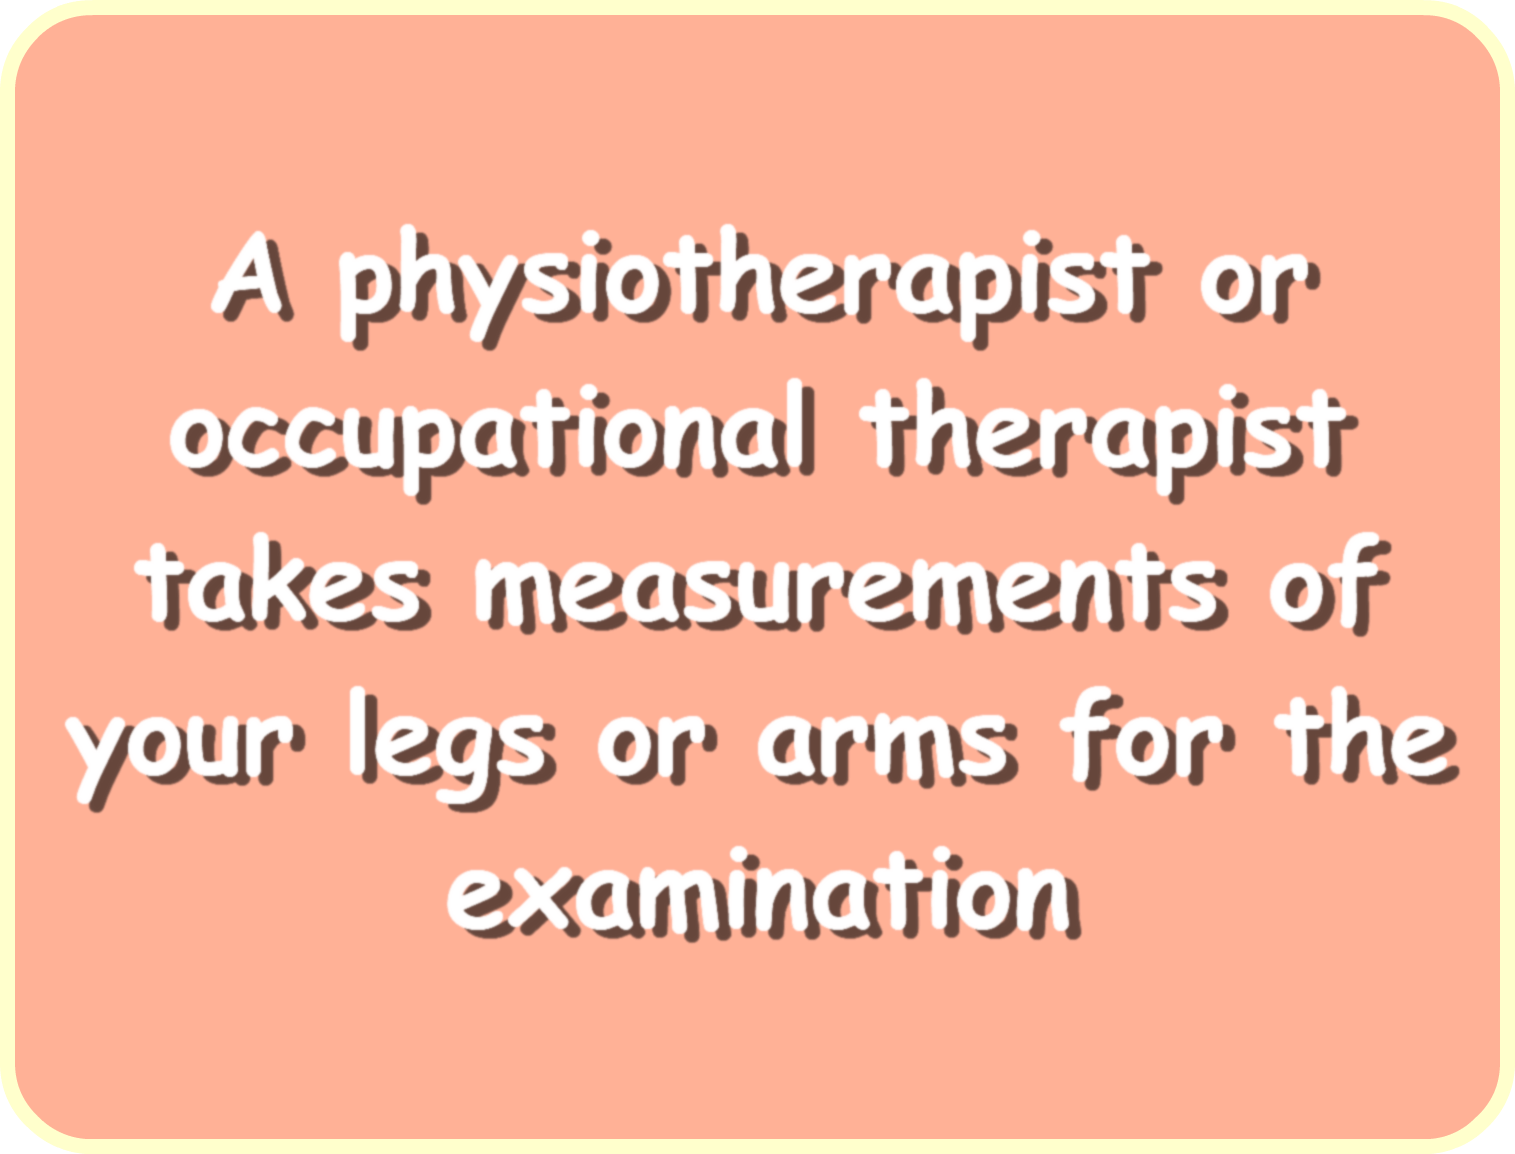 A physiotherapist or
occupational therapist
takes measurements of
your legs or arms for the
examination